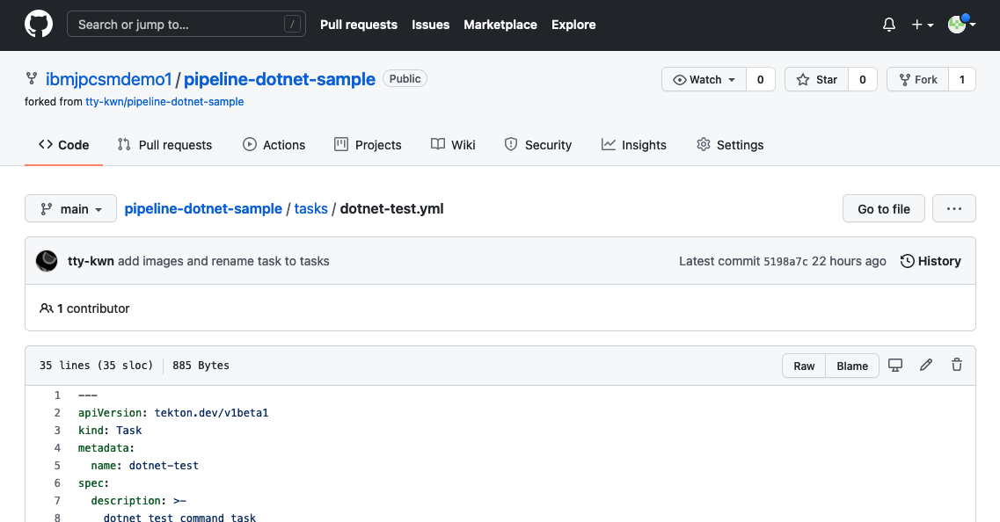 Search or jump to... /
Pull requests Issues Marketplace Explore
ibmjpcsmdemo1 / pipeline-dotnet-sample Public
Watch 0 Star 0 Fork 1
forked from tty-kwn/pipeline-dotnet-sample
Code Pull requests Actions Projects Wiki Security Insights Settings
main pipeline-dotnet-sample / tasks / dotnet-test.yml Go to file ...
tty-kwn add images and rename task to tasks Latest commit 5198a7c 22 hours ago History
1 contributor
35 lines (35 sloc) 885 Bytes Raw Blame
1 ---
2 apiVersion: tekton.dev/v1beta1
3 kind: Task
4 metadata:
5   name: dotnet-test
6 spec:
7   description: >-
8     dotnet test command task